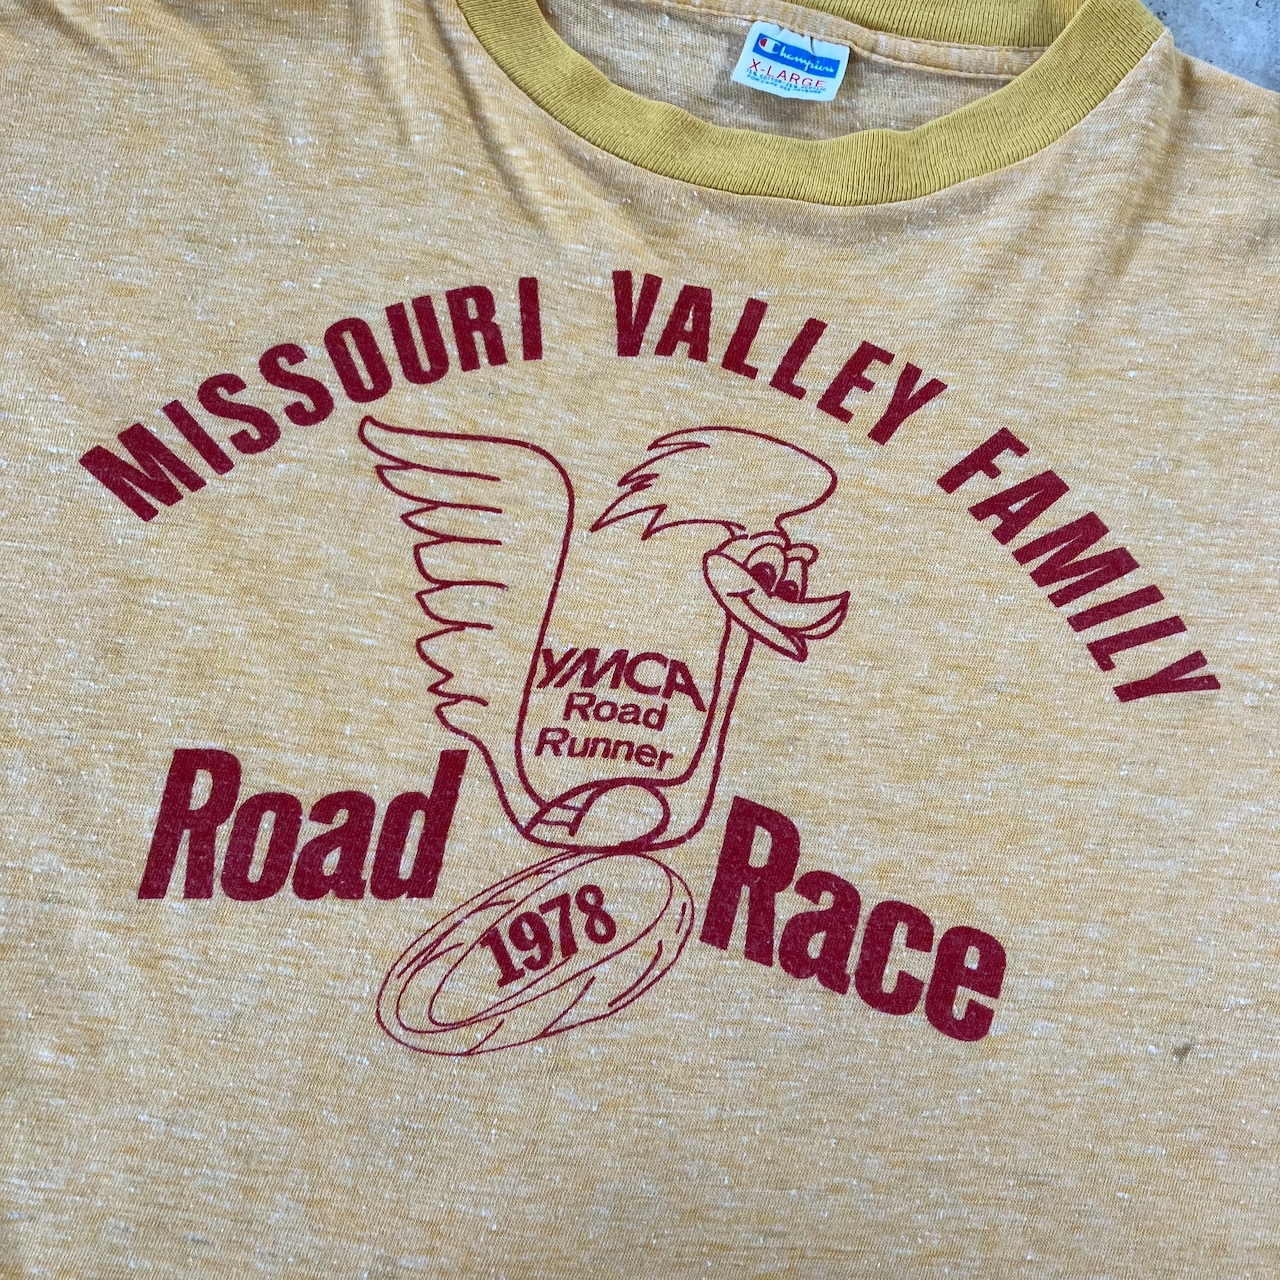 Champion
X-LARGE
MISSOURI VALLEY FAMILY
YMCA
Road
Runner
Road Race
1978